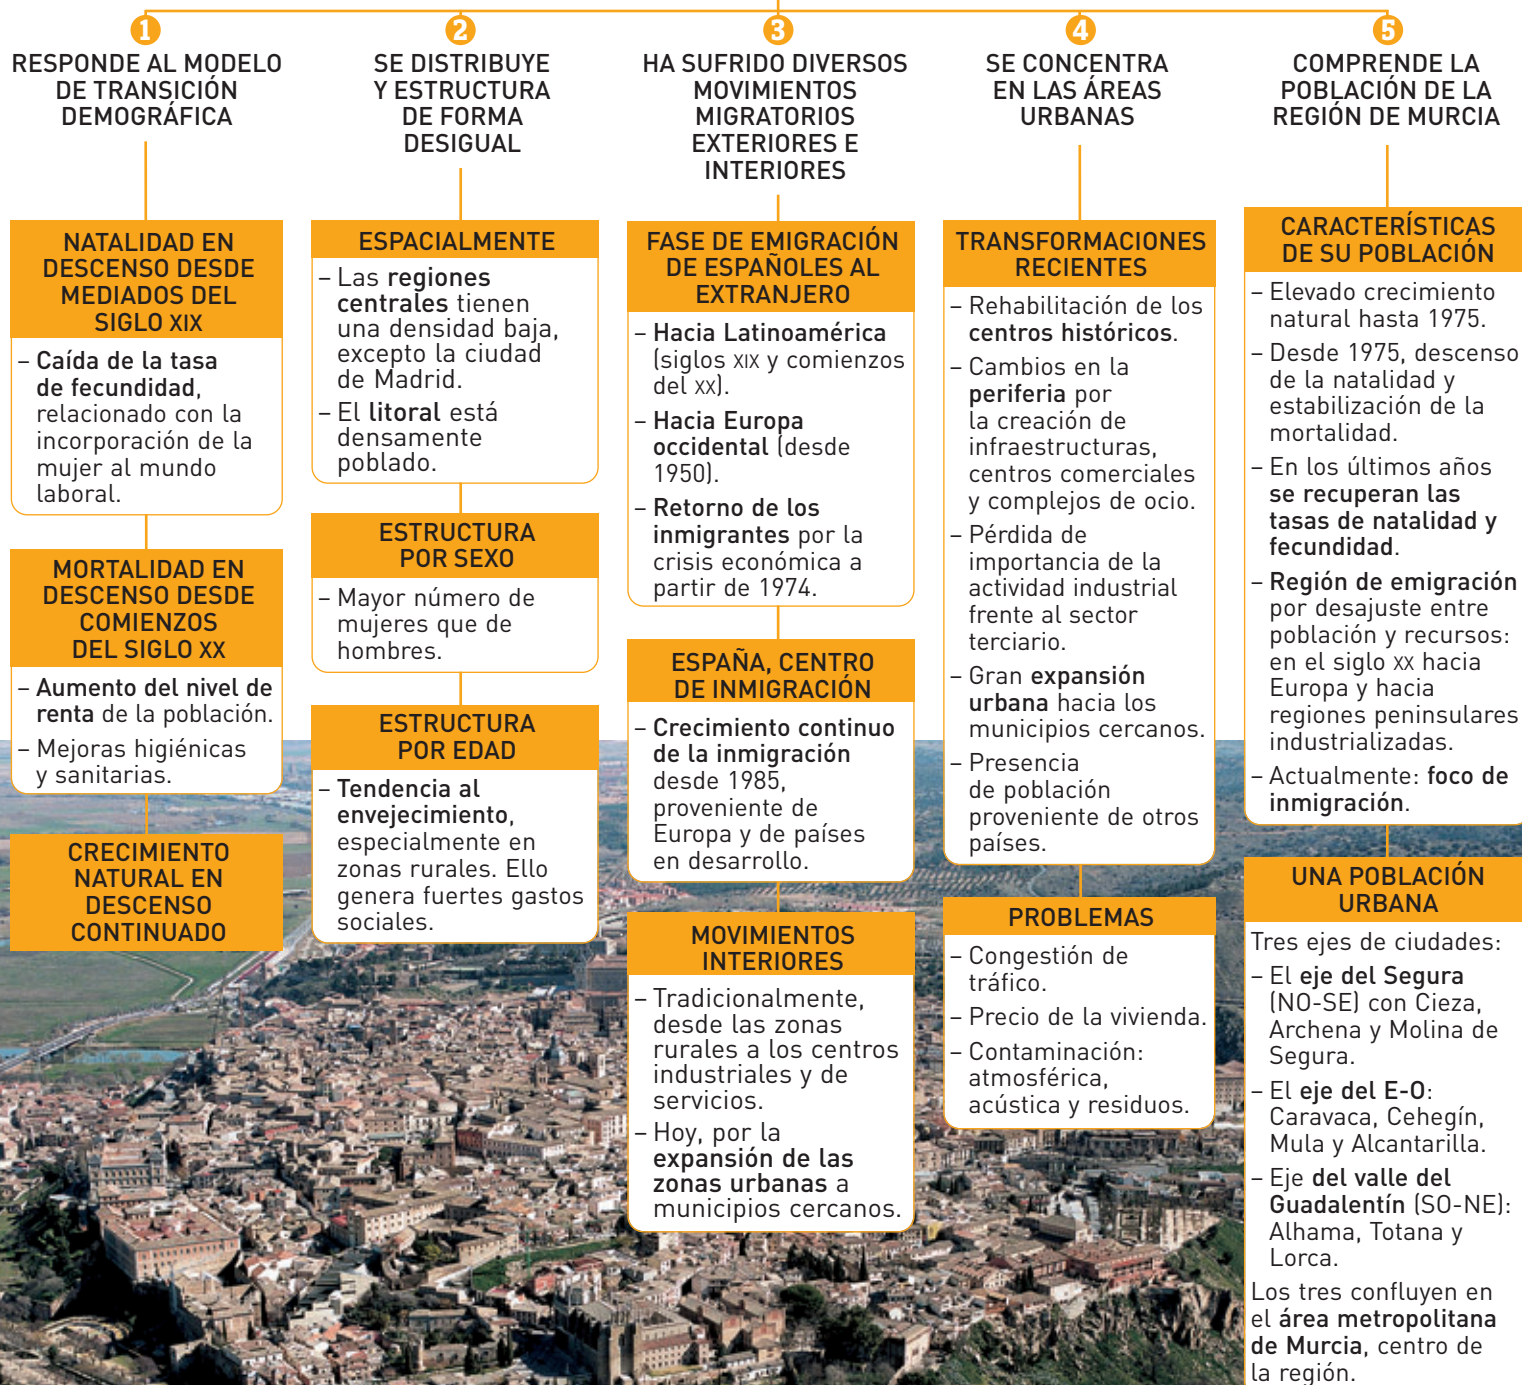 1
RESPONDE AL MODELO
DE TRANSICIÓN
DEMOGRÁFICA
NATALIDAD EN
DESCENSO DESDE
MEDIADOS DEL
SIGLO XIX
– Caída de la tasa
de fecundidad,
relacionado con la
incorporación de la
mujer al mundo
laboral.
MORTALIDAD EN
DESCENSO DESDE
COMIENZOS
DEL SIGLO XX
– Aumento del nivel de
renta de la población.
– Mejoras higiénicas
y sanitarias.
CRECIMIENTO
NATURAL EN
DESCENSO
CONTINUADO
2
SE DISTRIBUYE
Y ESTRUCTURA
DE FORMA
DESIGUAL
ESPACIALMENTE
– Las regiones
centrales tienen
una densidad baja,
excepto la ciudad
de Madrid.
– El litoral está
densamente
poblado.
ESTRUCTURA
POR SEXO
– Mayor número de
mujeres que de
hombres.
ESTRUCTURA
POR EDAD
– Tendencia al
envejecimiento,
especialmente en
zonas rurales. Ello
genera fuertes gastos
sociales.
3
HA SUFRIDO DIVERSOS
MOVIMIENTOS
MIGRATORIOS
EXTERIORES E
INTERIORES
FASE DE EMIGRACIÓN
DE ESPAÑOLES AL
EXTRANJERO
– Hacia Latinoamérica
(siglos XIX y comienzos
del XX).
– Hacia Europa
occidental (desde
1950).
– Retorno de los
inmigrantes por la
crisis económica a
partir de 1974.
ESPAÑA, CENTRO
DE INMIGRACIÓN
– Crecimiento continuo
de la inmigración
desde 1985,
proveniente de
Europa y de países
en desarrollo.
MOVIMIENTOS
INTERIORES
– Tradicionalmente,
desde las zonas
rurales a los centros
industriales y de
servicios.
– Hoy, por la
expansión de las
zonas urbanas a
municipios cercanos.
4
SE CONCENTRA
EN LAS ÁREAS
URBANAS
TRANSFORMACIONES
RECIENTES
– Rehabilitación de los
centros históricos.
– Cambios en la
periferia por
la creación de
infraestructuras,
centros comerciales
y complejos de ocio.
– Pérdida de
importancia de la
actividad industrial
frente al sector
terciario.
– Gran expansión
urbana hacia los
municipios cercanos.
– Presencia
de población
proveniente de otros
países.
PROBLEMAS
– Congestión de
tráfico.
– Precio de la vivienda.
– Contaminación:
atmosférica,
acústica y residuos.
5
COMPRENDE LA
POBLACIÓN DE LA
REGIÓN DE MURCIA
CARACTERÍSTICAS
DE SU POBLACIÓN
– Elevado crecimiento
natural hasta 1975.
– Desde 1975, descenso
de la natalidad y
estabilización de la
mortalidad.
– En los últimos años
se recuperan las
tasas de natalidad y
fecundidad.
– Región de emigración
por desajuste entre
población y recursos:
en el siglo XX hacia
Europa y hacia
regiones peninsulares
industrializadas.
– Actualmente: foco de
inmigración.
UNA POBLACIÓN
URBANA
Tres ejes de ciudades:
– El eje del Segura
(NO-SE) con Cieza,
Archena y Molina de
Segura.
– El eje del E-O:
Caravaca, Cehegín,
Mula y Alcantarilla.
– Eje del valle del
Guadalentín (SO-NE):
Alhama, Totana y
Lorca.
Los tres confluyen en
el área metropolitana
de Murcia, centro de
la región.